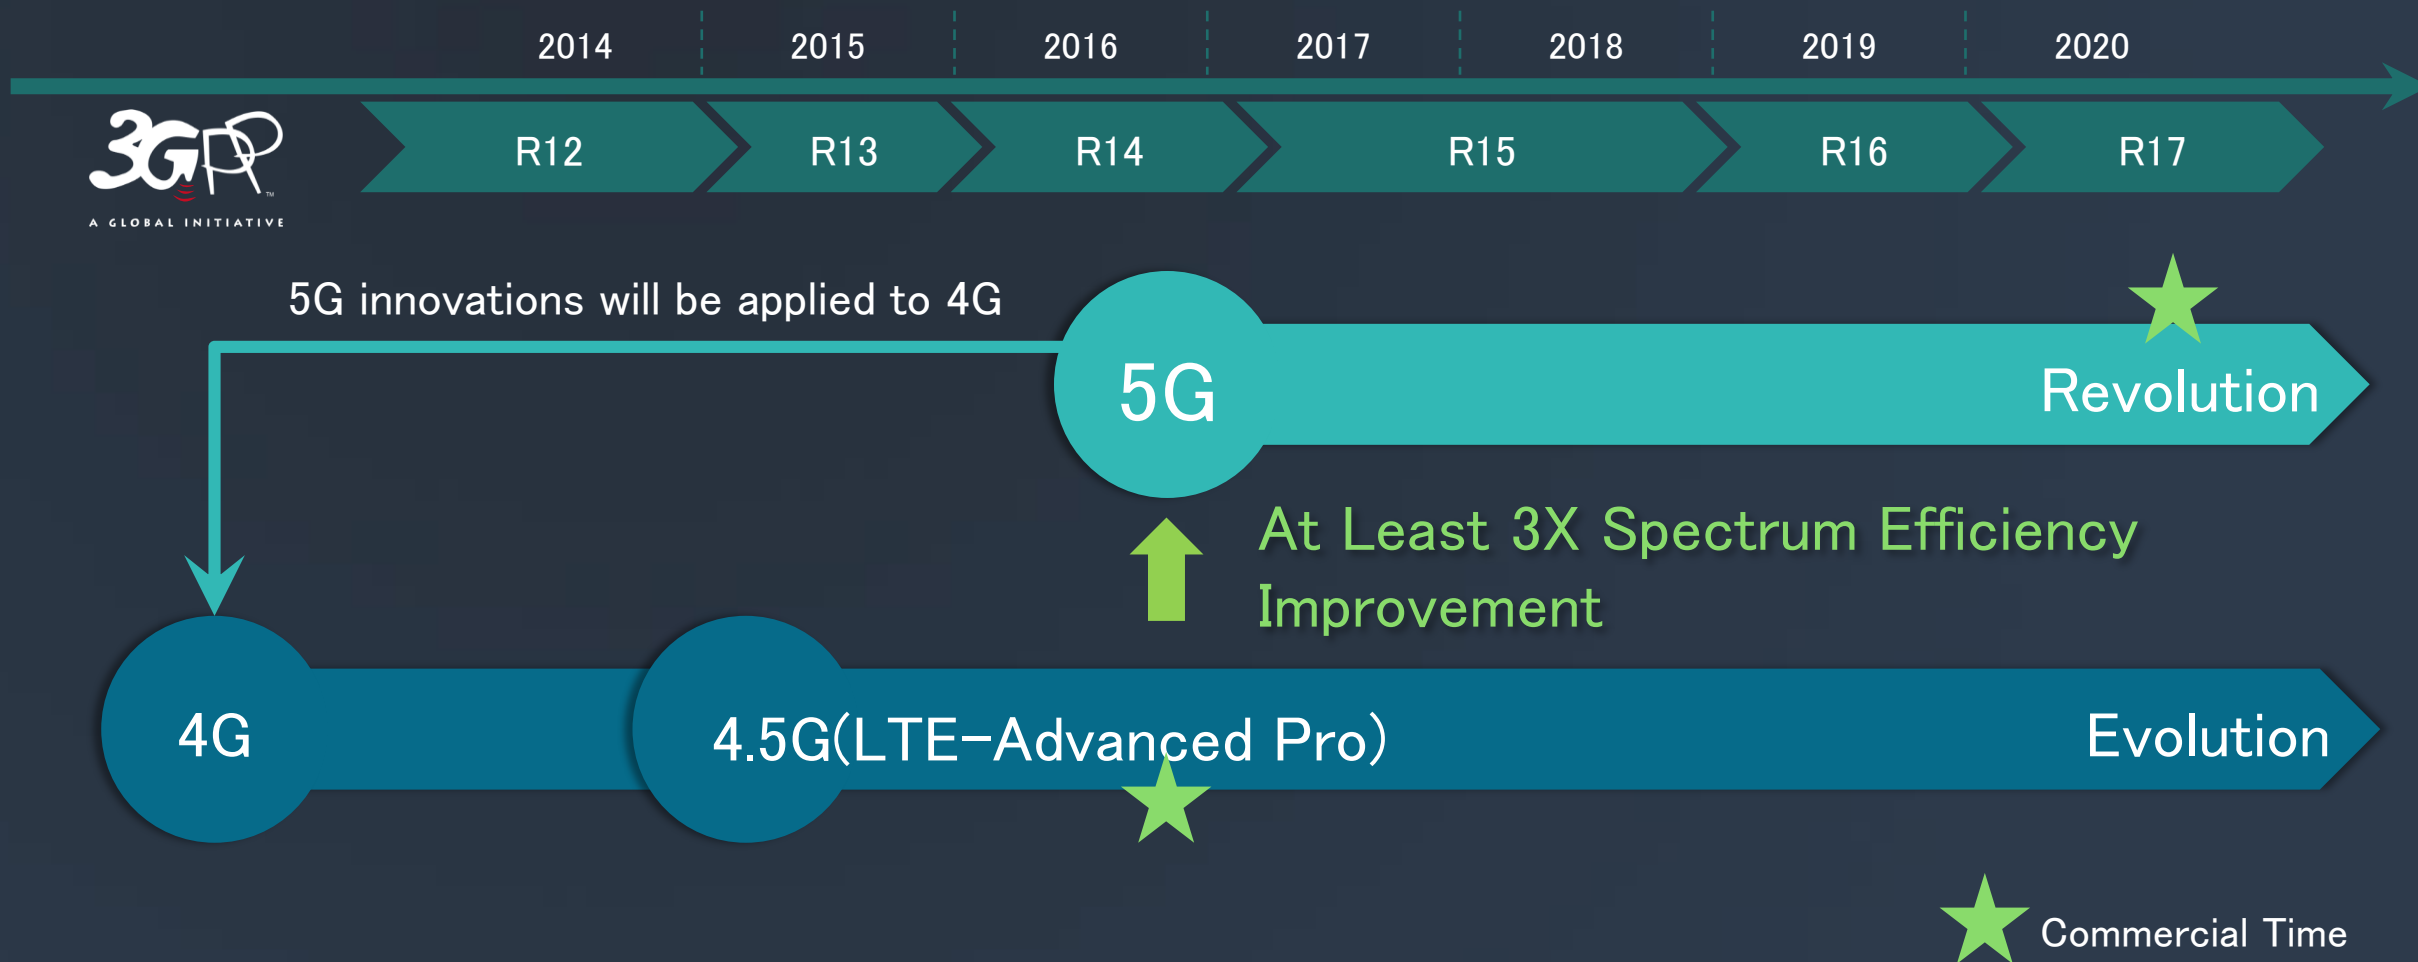 2014 2015 2016 2017 2018 2019 2020
3GPP™
A GLOBAL INITIATIVE
R12 R13 R14 R15 R16 R17
5G innovations will be applied to 4G
5G
Revolution
At Least 3X Spectrum Efficiency
Improvement
4G
4.5G(LTE-Advanced Pro)
Evolution
Commercial Time